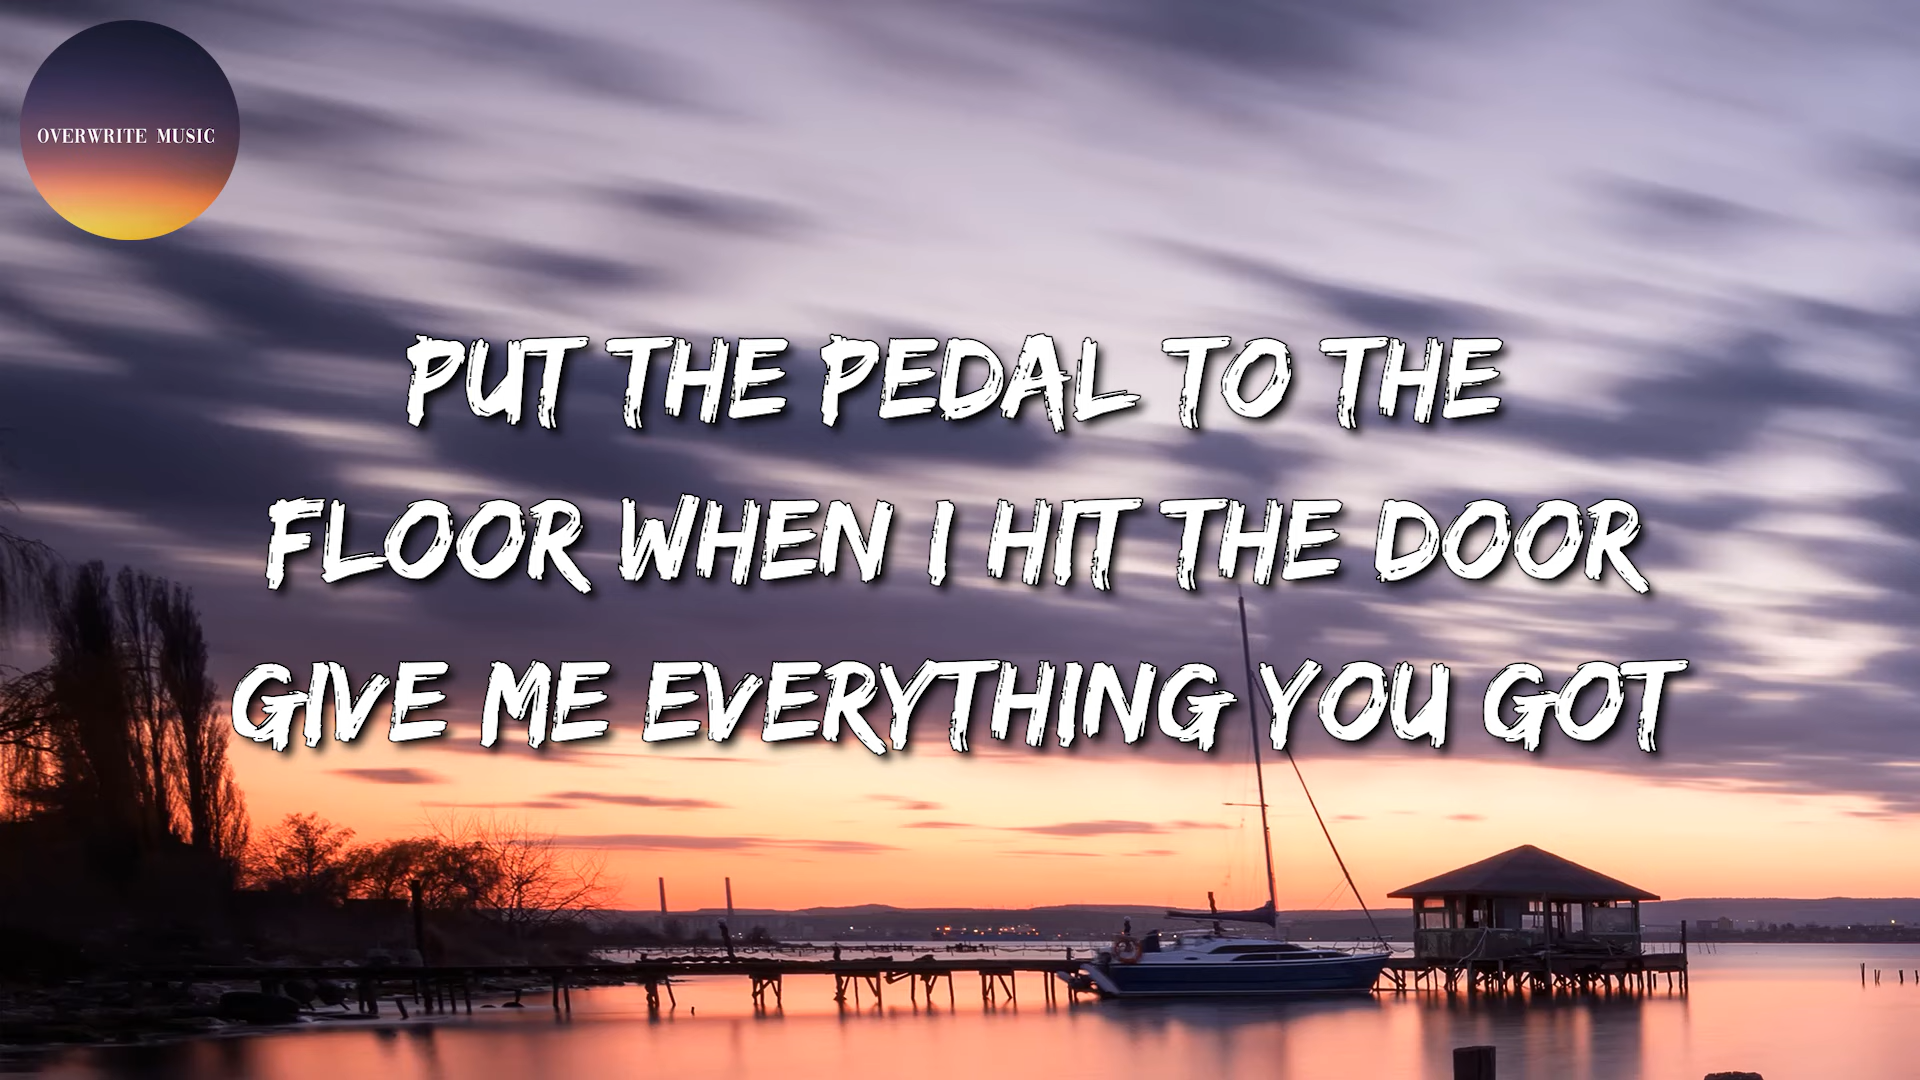 OVERWRITE MUSIC
PUT THE PEDAL TO THE
FLOOR WHEN I HIT THE DOOR
GIVE ME EVERYTHING YOU GOT